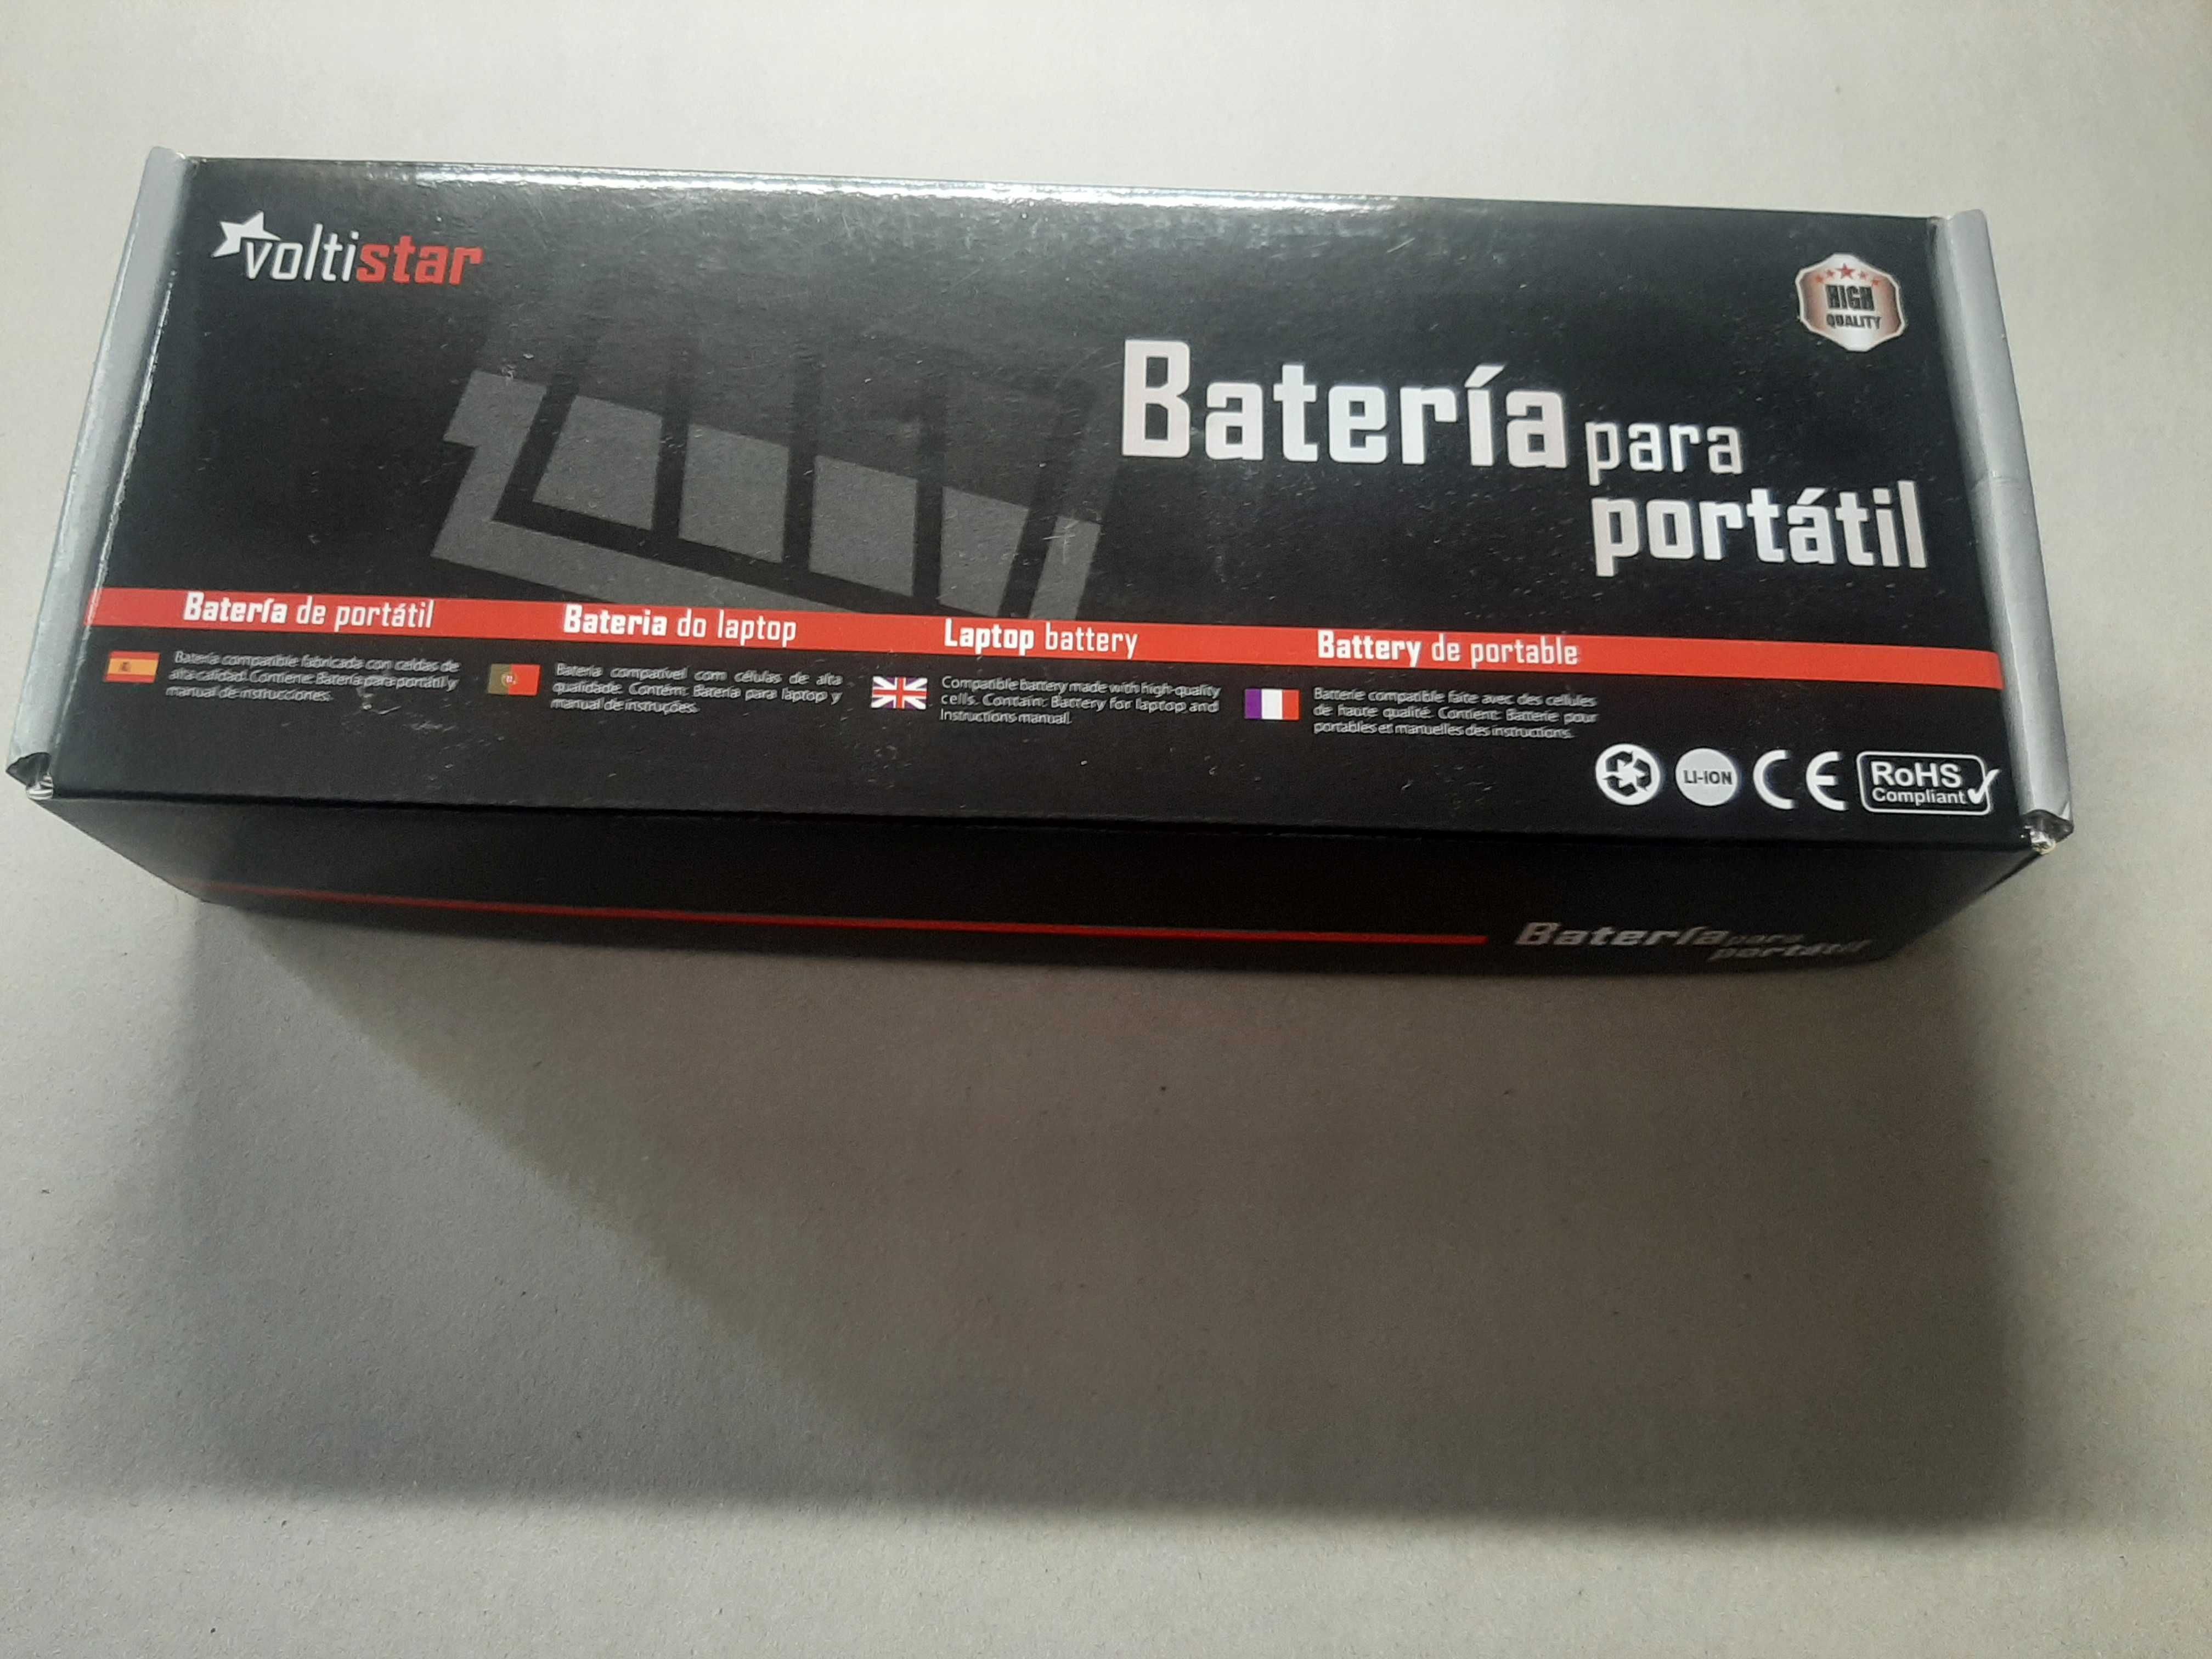 voltistar
HIGH
QUALITY
Batería para
portátil
Batería de portátil
Batería compatible fabricada con celdas de
alta calidad. Contiene: Batería para portátil y
manual de instrucciones.
Bateria do laptop
Bateria compatível com células de alta
qualidade. Contém: Bateria para laptop y
manual de instruções.
Laptop battery
Compatible battery made with high-quality
cells. Contain: Battery for laptop and
Instructions manual.
Battery de portable
Batterie compatible faite avec des cellules
de haute qualité. Contient: Batterie pour
portables et manuelles des instructions.
LI-ION
CE
RoHS
Compliant
Batería para
portátil